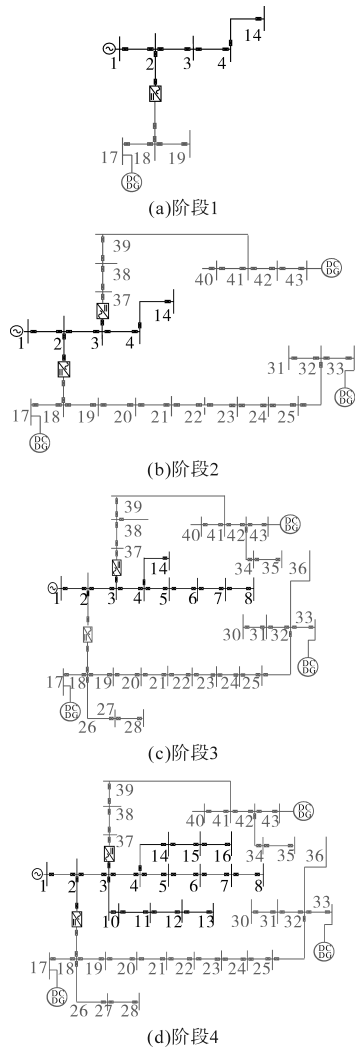 14
1 2 3 4
17 18 19
DC DG
(a)阶段1
39
38
40 41 42 43 DC DG
37
14
1 2 3 4
31 32 33
17 18 19 20 21 22 23 24 25
DC DG DC DG
(b)阶段2
39
38
40 41 42 43 DC DG
37
14 34 35 36
1 2 3 4 5 6 7 8
30 31 32 33
17 18 19 20 21 22 23 24 25
DC DG DC DG
26 27 28
(c)阶段3
39
38
40 41 42 43 DC DG
37
14 15 16 34 35 36
1 2 3 4 5 6 7 8
10 11 12 13 30 31 32 33
17 18 19 20 21 22 23 24 25
DC DG DC DG
26 27 28
(d)阶段4